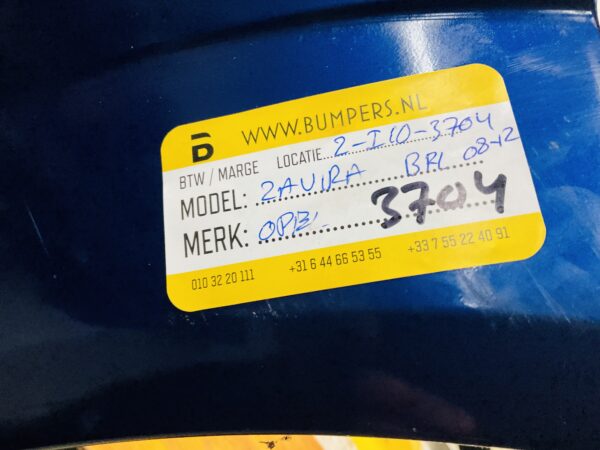 B WWW.BUMPERS.NL
BTW / MARGE LOCATIE 2-I10-3704
MODEL: ZAVIRA BRL 08-12
MERK: OPEL 3704
010 32 20 111 +31 6 44 66 53 55 +33 7 55 22 40 91